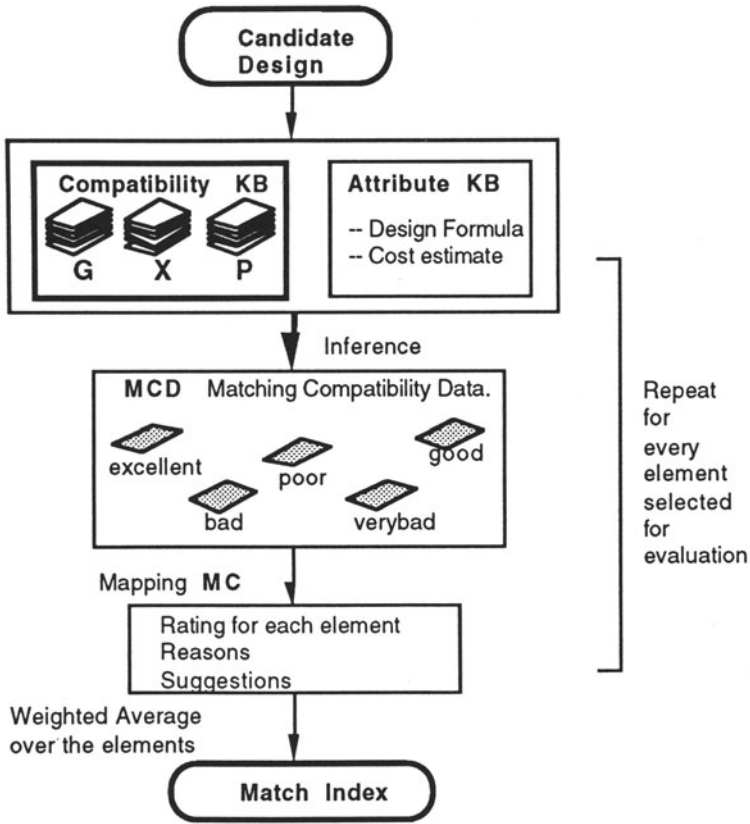 Candidate
Design
Compatibility KB
G X P
Attribute KB
-- Design Formula
-- Cost estimate
Inference
MCD Matching Compatibility Data.
excellent
poor
good
bad
verybad
Mapping MC
Rating for each element
Reasons
Suggestions
Repeat
for
every
element
selected
for
evaluation
Weighted Average
over the elements
Match Index